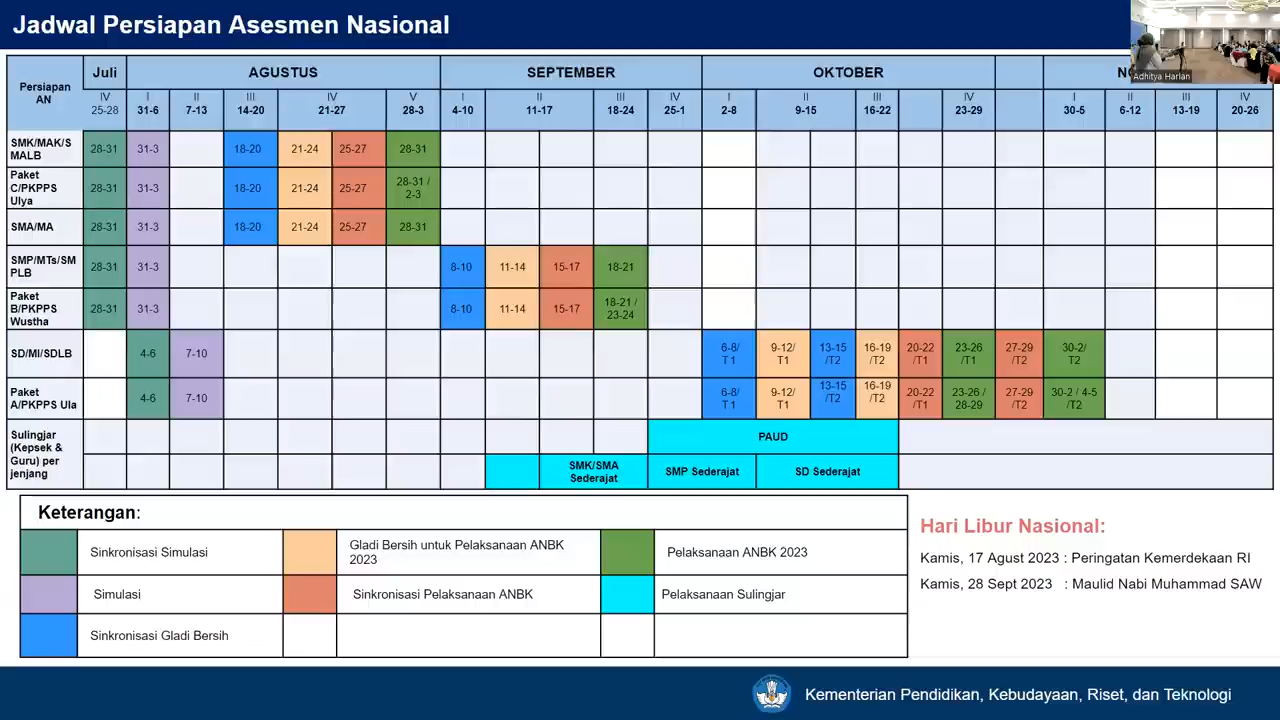 Jadwal Persiapan Asesmen Nasional
Adhitya Harlan
Persiapan
AN
Juli
AGUSTUS
SEPTEMBER
OKTOBER
IV
25-28
I
31-6
II
7-13
III
14-20
IV
21-27
V
28-3
I
4-10
II
11-17
III
18-24
IV
25-1
I
2-8
II
9-15
III
16-22
IV
23-29
I
30-5
II
6-12
III
13-19
IV
20-26
SMK/MAK/S
MALB
28-31
31-3
18-20
21-24
25-27
28-31
Paket
C/PKPPS
Ulya
28-31
31-3
18-20
21-24
25-27
28-31 /
2-3
SMA/MA
28-31
31-3
18-20
21-24
25-27
28-31
SMP/MTs/SM
PLB
28-31
31-3
8-10
11-14
15-17
18-21
Paket
B/PKPPS
Wustha
28-31
31-3
8-10
11-14
15-17
18-21 /
23-24
SD/MI/SDLB
4-6
7-10
6-8/
T1
9-12/
T1
13-15
/T2
16-19
/T2
20-22
/T1
23-26
/T1
27-29
/T2
30-2/
T2
Paket
A/PKPPS Ula
4-6
7-10
6-8/
T1
9-12/
T1
13-15
/T2
16-19
/T2
20-22
/T1
23-26 /
28-29
27-29
/T2
30-2 / 4-5
/T2
Sulingjar
(Kepsek &
Guru) per
jenjang
PAUD
SMK/SMA
Sederajat
SMP Sederajat
SD Sederajat
Keterangan:
Sinkronisasi Simulasi
Gladi Bersih untuk Pelaksanaan ANBK
2023
Pelaksanaan ANBK 2023
Simulasi
Sinkronisasi Pelaksanaan ANBK
Pelaksanaan Sulingjar
Sinkronisasi Gladi Bersih
Hari Libur Nasional:
Kamis, 17 Agust 2023 : Peringatan Kemerdekaan RI
Kamis, 28 Sept 2023 : Maulid Nabi Muhammad SAW
Kementerian Pendidikan, Kebudayaan, Riset, dan Teknologi